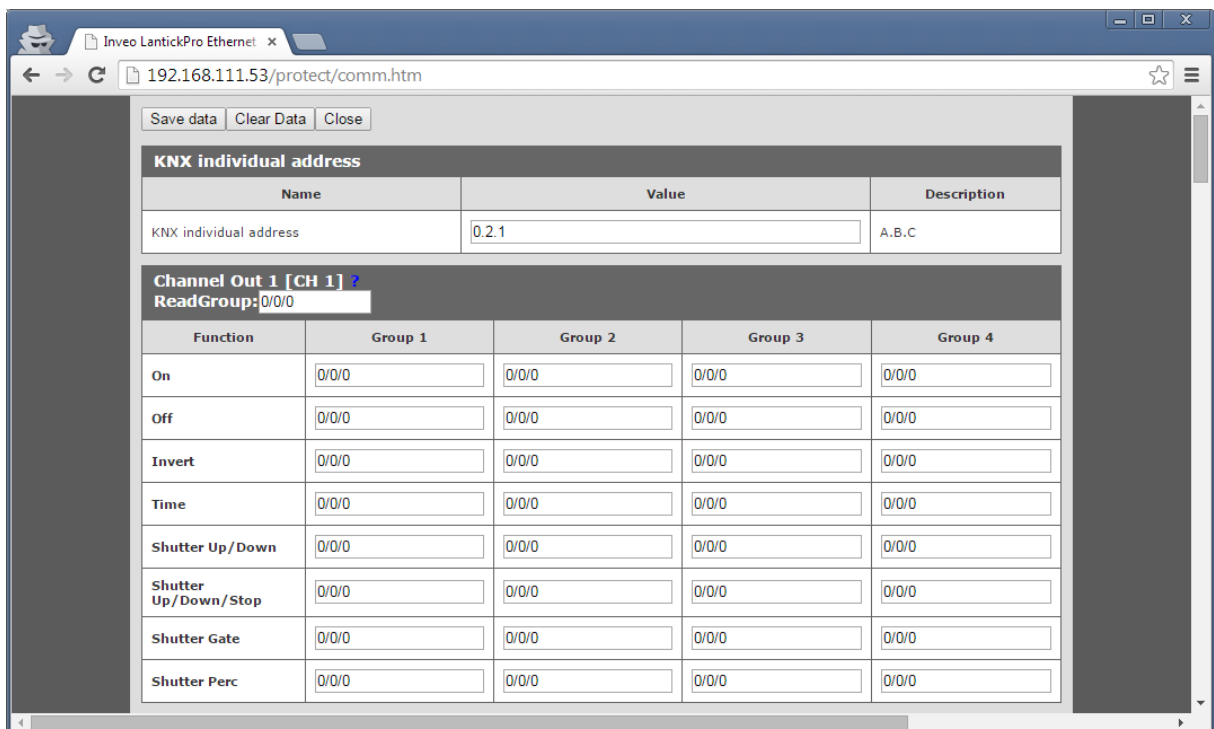 Inveo LantickPro Ethernet
192.168.111.53/protect/comm.htm
Save data Clear Data Close
KNX individual address
Name Value Description
KNX individual address 0.2.1 A.B.C
Channel Out 1 [CH 1] ?
ReadGroup: 0/0/0
Function Group 1 Group 2 Group 3 Group 4
On 0/0/0 0/0/0 0/0/0 0/0/0
Off 0/0/0 0/0/0 0/0/0 0/0/0
Invert 0/0/0 0/0/0 0/0/0 0/0/0
Time 0/0/0 0/0/0 0/0/0 0/0/0
Shutter Up/Down 0/0/0 0/0/0 0/0/0 0/0/0
Shutter
Up/Down/Stop 0/0/0 0/0/0 0/0/0 0/0/0
Shutter Gate 0/0/0 0/0/0 0/0/0 0/0/0
Shutter Perc 0/0/0 0/0/0 0/0/0 0/0/0